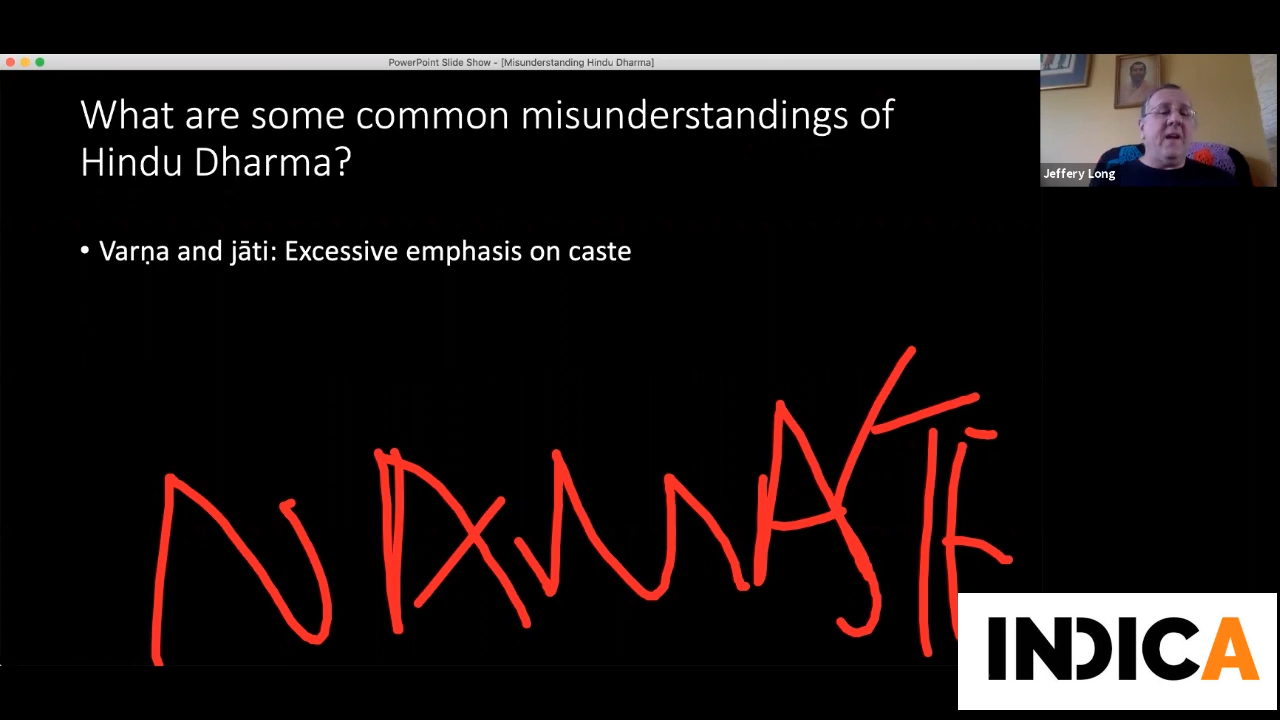 PowerPoint Slide Show - [Misunderstanding Hindu Dharma]
What are some common misunderstandings of
Hindu Dharma?
• Varṇa and jāti: Excessive emphasis on caste
Jeffery Long
NAMASTE
INDICA